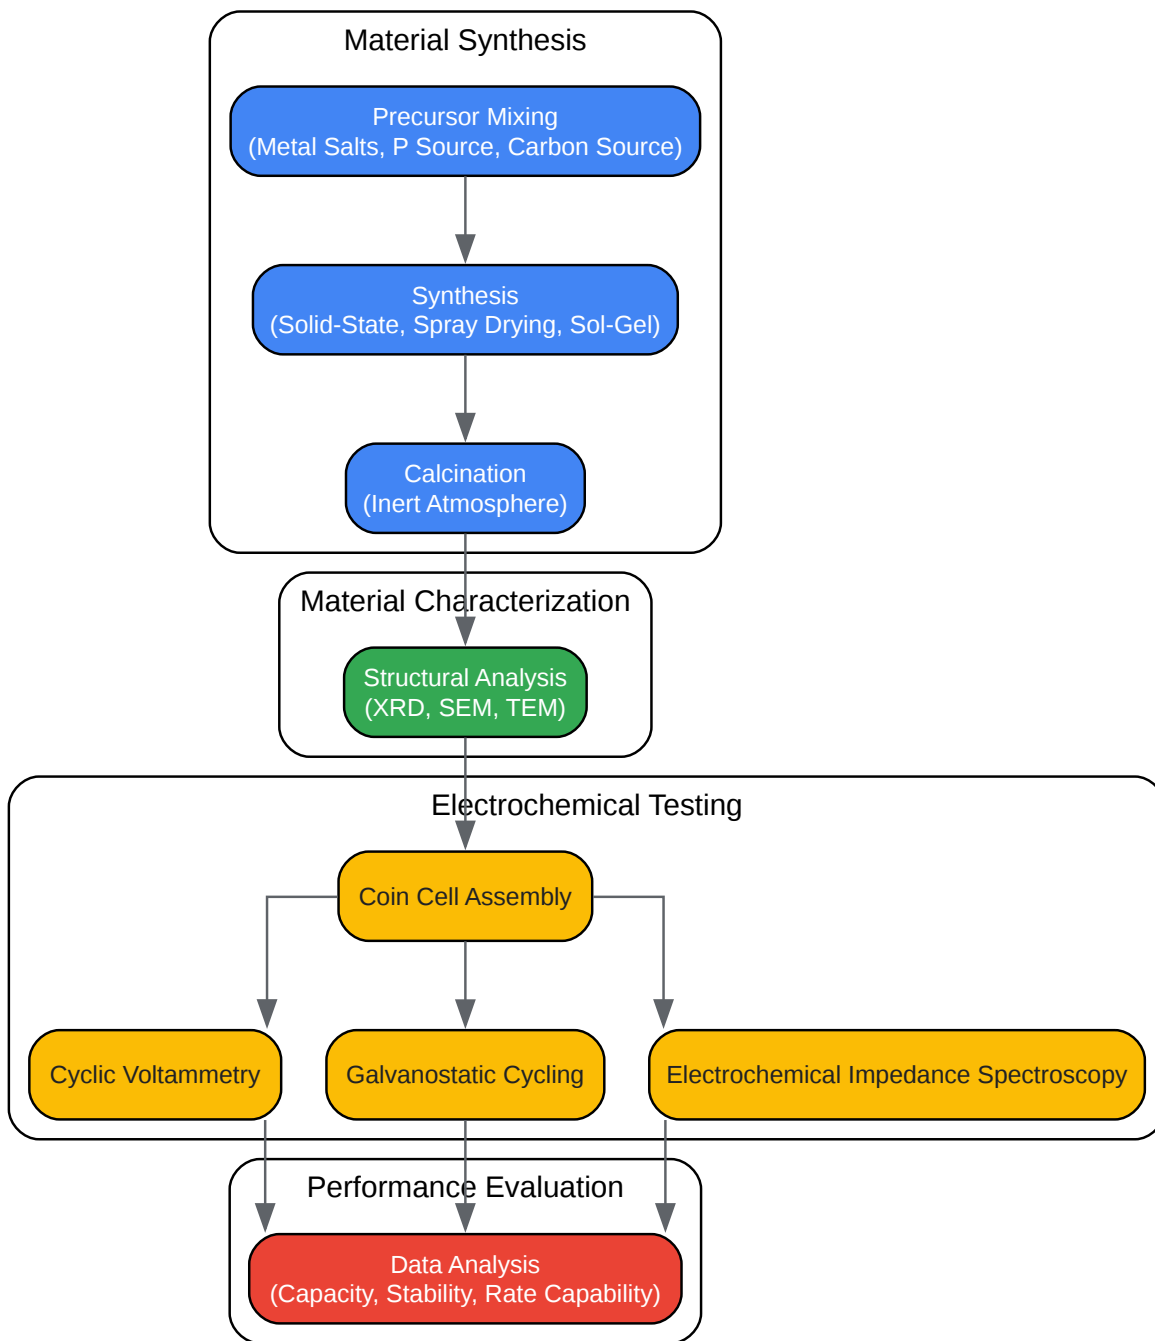 Material Synthesis
Precursor Mixing
(Metal Salts, P Source, Carbon Source)
Synthesis
(Solid-State, Spray Drying, Sol-Gel)
Calcination
(Inert Atmosphere)
Material Characterization
Structural Analysis
(XRD, SEM, TEM)
Electrochemical Testing
Coin Cell Assembly
Cyclic Voltammetry
Galvanostatic Cycling
Electrochemical Impedance Spectroscopy
Performance Evaluation
Data Analysis
(Capacity, Stability, Rate Capability)